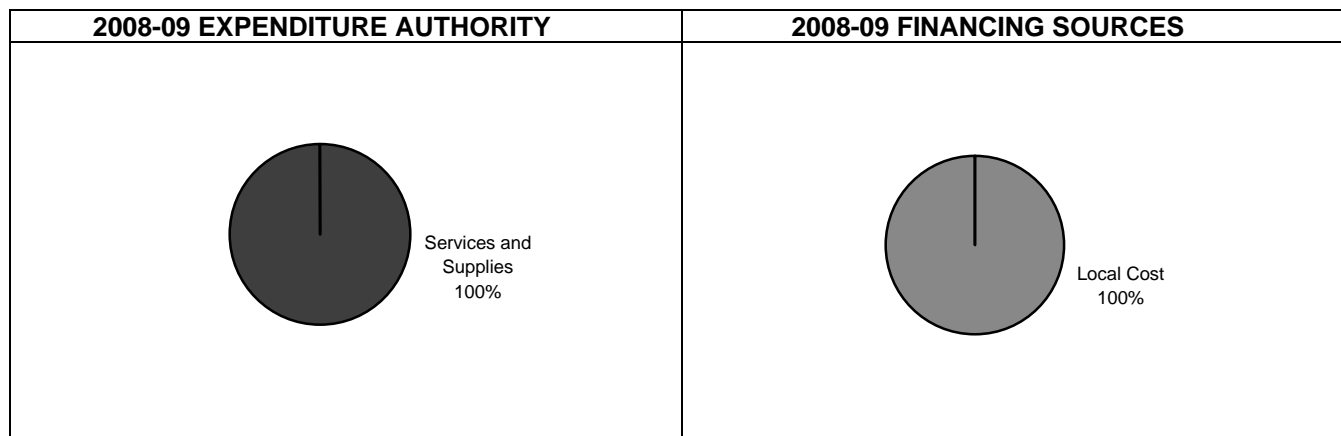 2008-09 EXPENDITURE AUTHORITY
2008-09 FINANCING SOURCES
Services and
Supplies
100%
Local Cost
100%